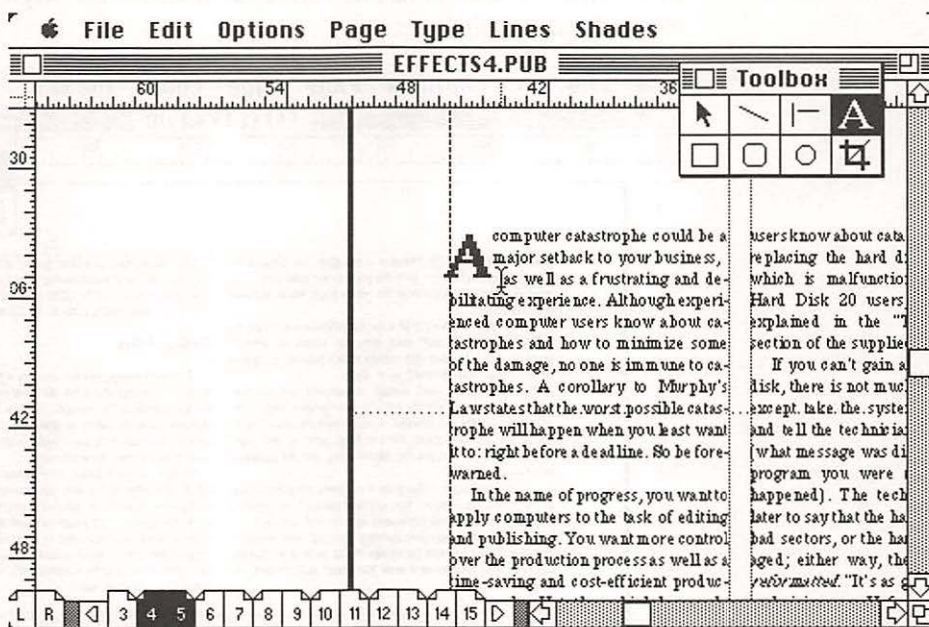 File Edit Options Page Type Lines Shades
EFFECTS4.PUB
Toolbox
60 54 48 42 36
A
30
06
42
48
A computer catastrophe could be a
major setback to your business,
as well as a frustrating and de-
bilitating experience. Although experi-
enced computer users know about ca-
tastrophes and how to minimize some
of the damage, no one is immune to ca-
tastrophes. A corollary to Murphy's
Law states that the worst possible catas-
trophe will happen when you least want
it to: right before a deadline. So be fore-
warned.
In the name of progress, you want to
apply computers to the task of editing
and publishing. You want more control
over the production process as well as a
time-saving and cost-efficient produc-
users know about cata
replacing the hard
which is malfunctio
Hard Disk 20 users
explained in the
section of the supplie
If you can't gain a
disk, there is not muc
except take the syste
and tell the technicia
(what message was di
program you were
happened). The tech
later to say that the ha
bad sectors, or the har
aged; either way, the
reformatted. "It's as
L R 3 4 5 6 7 8 9 10 11 12 13 14 15